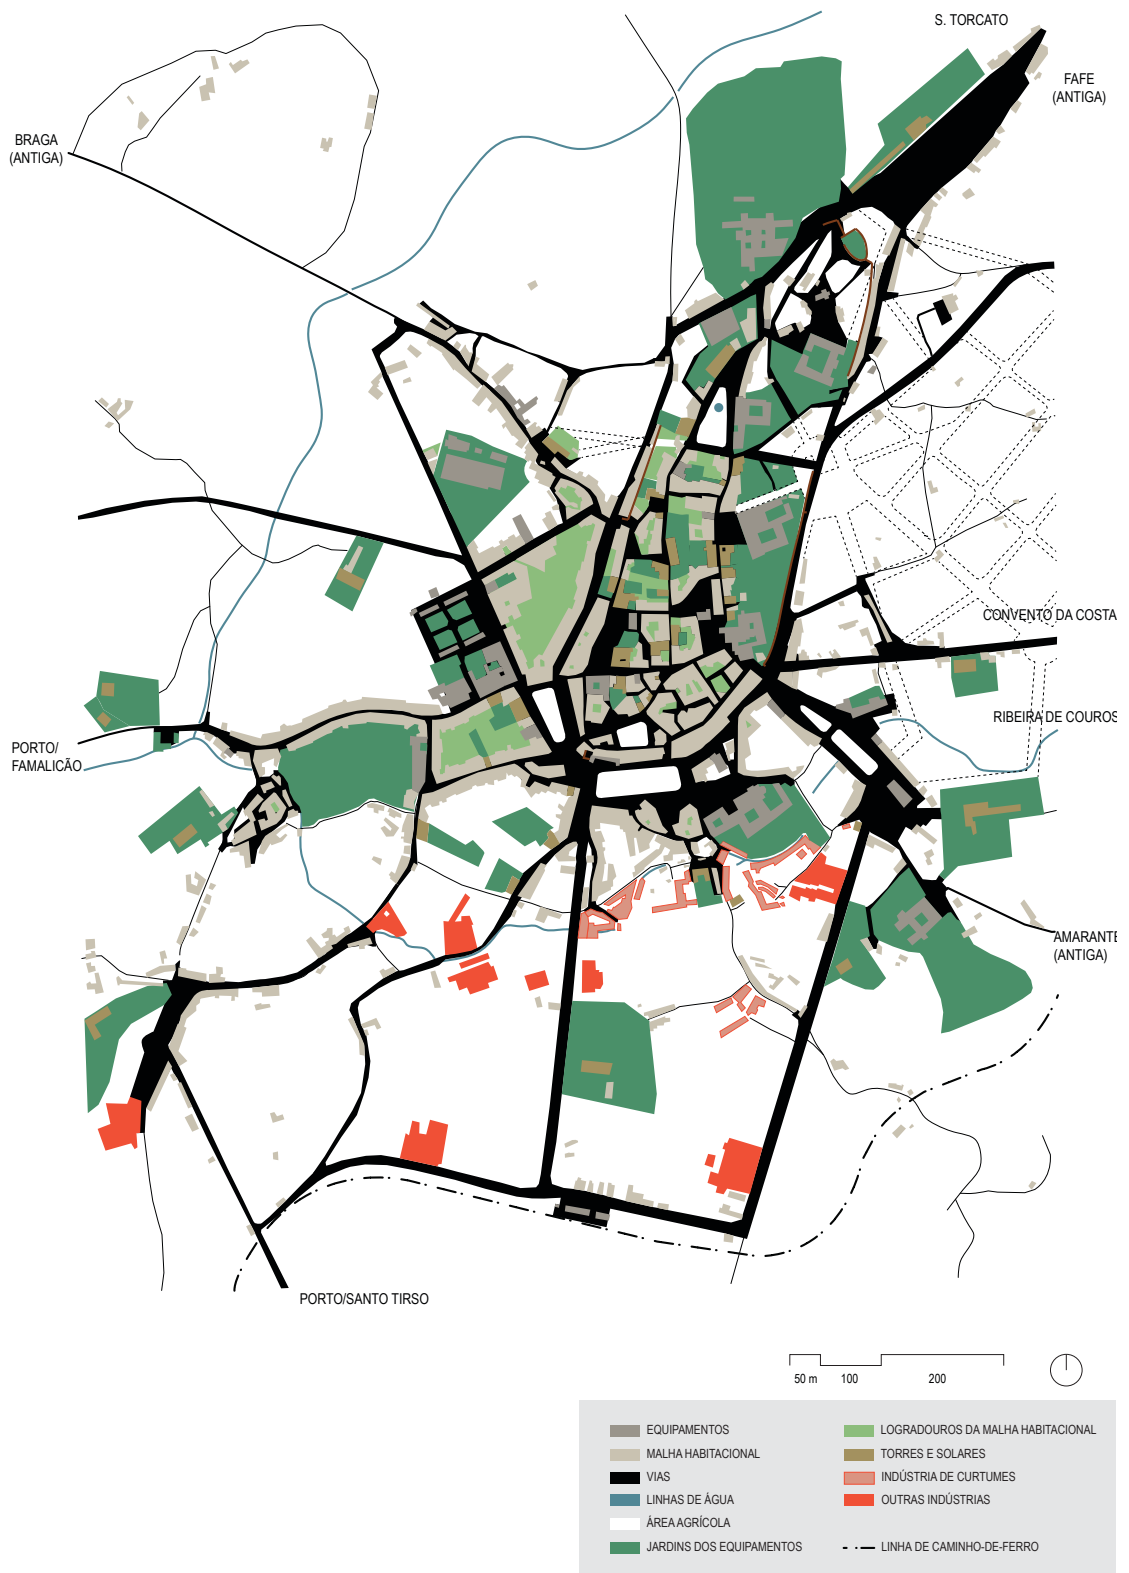 S. TORCATO
FAFE
(ANTIGA)
BRAGA
(ANTIGA)
CONVENTO DA COSTA
RIBEIRA DE COUROS
PORTO/
FAMALICÃO
AMARANTE
(ANTIGA)
PORTO/SANTO TIRSO
50 m 100 200
EQUIPAMENTOS
MALHA HABITACIONAL
VIAS
LINHAS DE ÁGUA
ÁREA AGRÍCOLA
JARDINS DOS EQUIPAMENTOS
LOGRADOUROS DA MALHA HABITACIONAL
TORRES E SOLARES
INDÚSTRIA DE CURTUMES
OUTRAS INDÚSTRIAS
LINHA DE CAMINHO-DE-FERRO